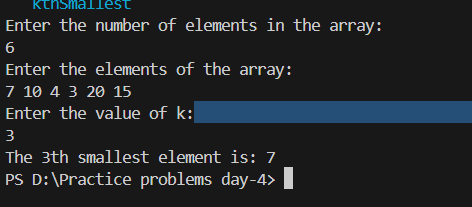 kthSmallest
Enter the number of elements in the array:
6
Enter the elements of the array:
7 10 4 3 20 15
Enter the value of k:
3
The 3th smallest element is: 7
PS D:\Practice problems day-4>